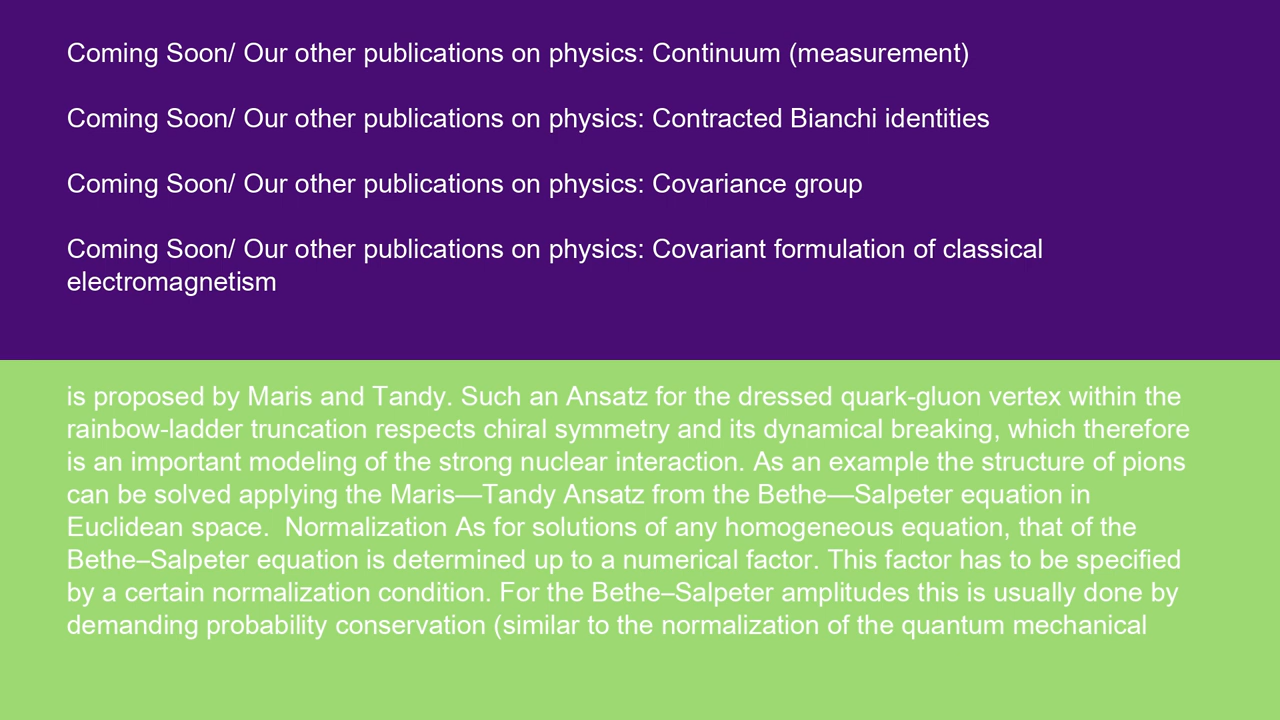 Coming Soon/ Our other publications on physics: Continuum (measurement)
Coming Soon/ Our other publications on physics: Contracted Bianchi identities
Coming Soon/ Our other publications on physics: Covariance group
Coming Soon/ Our other publications on physics: Covariant formulation of classical
electromagnetism
is proposed by Maris and Tandy. Such an Ansatz for the dressed quark-gluon vertex within the
rainbow-ladder truncation respects chiral symmetry and its dynamical breaking, which therefore
is an important modeling of the strong nuclear interaction. As an example the structure of pions
can be solved applying the Maris—Tandy Ansatz from the Bethe—Salpeter equation in
Euclidean space.  Normalization As for solutions of any homogeneous equation, that of the
Bethe–Salpeter equation is determined up to a numerical factor. This factor has to be specified
by a certain normalization condition. For the Bethe–Salpeter amplitudes this is usually done by
demanding probability conservation (similar to the normalization of the quantum mechanical